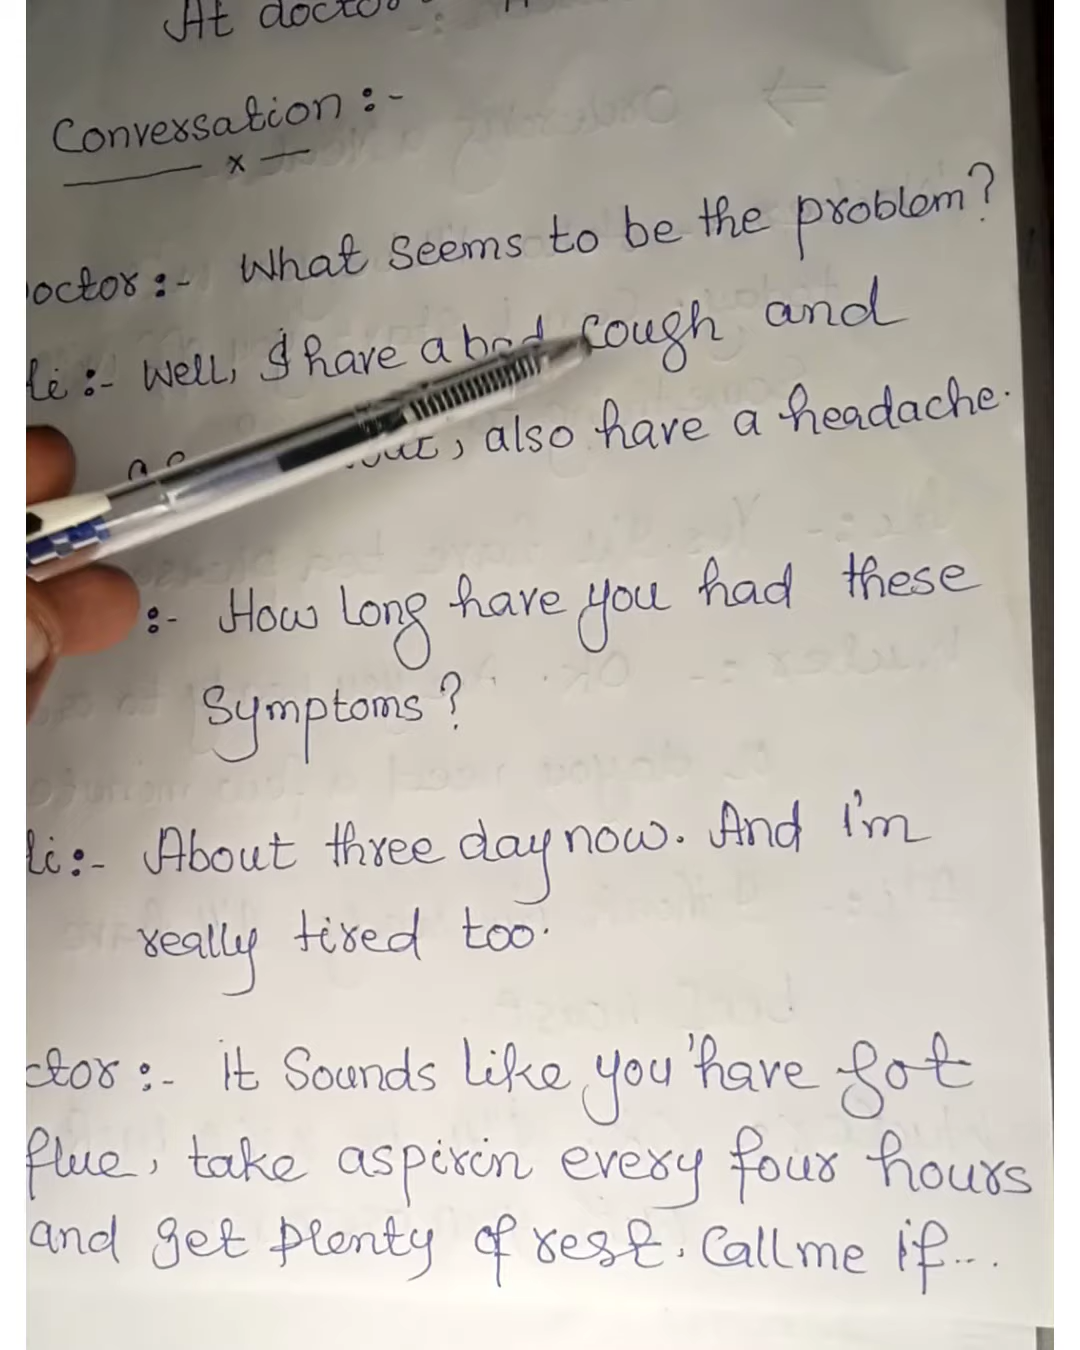 At doctor
Conversation :-
octor :- What seems to be the problem?
li :- Well, I have a bad cough and
, also have a headache.
:- How long have you had these
Symptoms?
li :- About three day now. And I'm
really tired too.
ctor :- it Sounds like you'have got
flue, take aspirin every four hours
and get plenty of rest. Call me if...